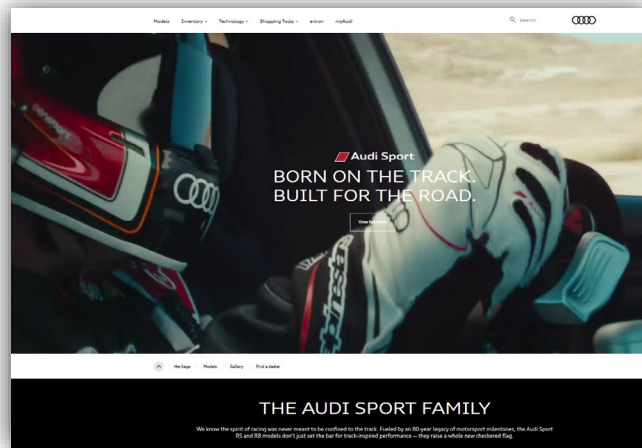 Models Inventory Technology Shopping Tools e-tron myAudi Search
Audi Sport
BORN ON THE TRACK.
BUILT FOR THE ROAD.
View
alpinestars
Heritage Models Gallery Find a dealer
THE AUDI SPORT FAMILY
We know the spirit of racing was never meant to be confined to the track. Fueled by an 80-year legacy of motorsport milestones, the Audi Sport
RS and R8 models don't just set the bar for track-inspired performance — they raise a whole new checkered flag.